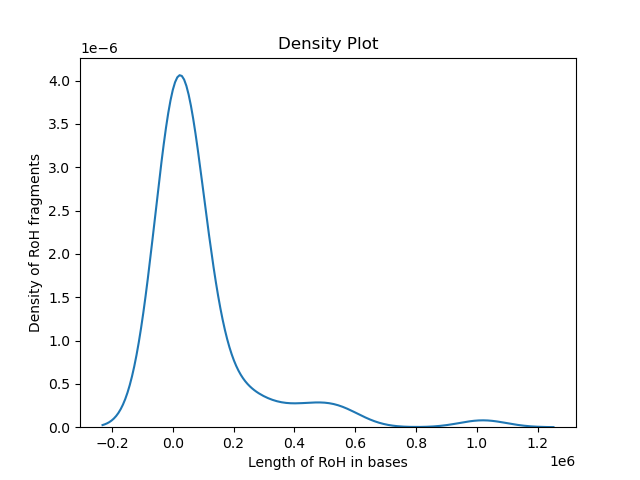 Density Plot
1e−6
4.0
3.5
3.0
2.5
2.0
1.5
1.0
0.5
0.0
Density of RoH fragments
−0.2 0.0 0.2 0.4 0.6 0.8 1.0 1.2
1e6
Length of RoH in bases